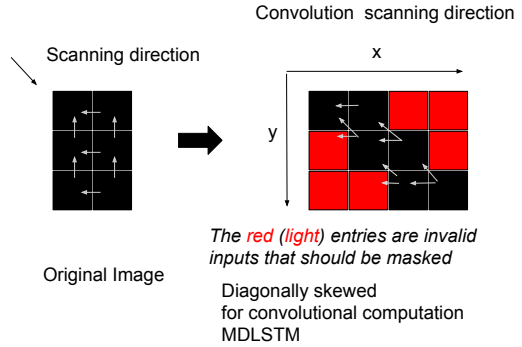 Convolution scanning direction
Scanning direction
x
y
The red (light) entries are invalid
inputs that should be masked
Original Image
Diagonally skewed
for convolutional computation
MDLSTM